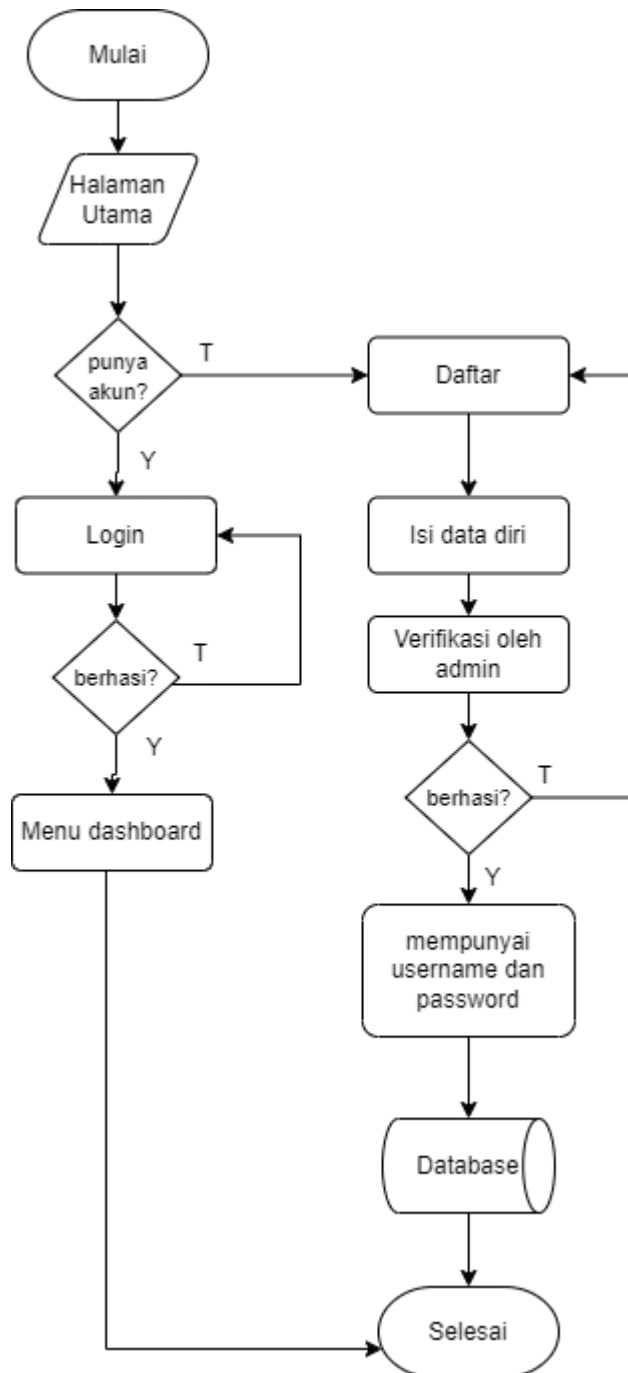 Mulai
Halaman
Utama
punya
akun?
T
Daftar
Y
Login
Isi data diri
berhasi?
T
Verifikasi oleh
admin
Y
Menu dashboard
berhasi?
T
Y
mempunyai
username dan
password
Database
Selesai